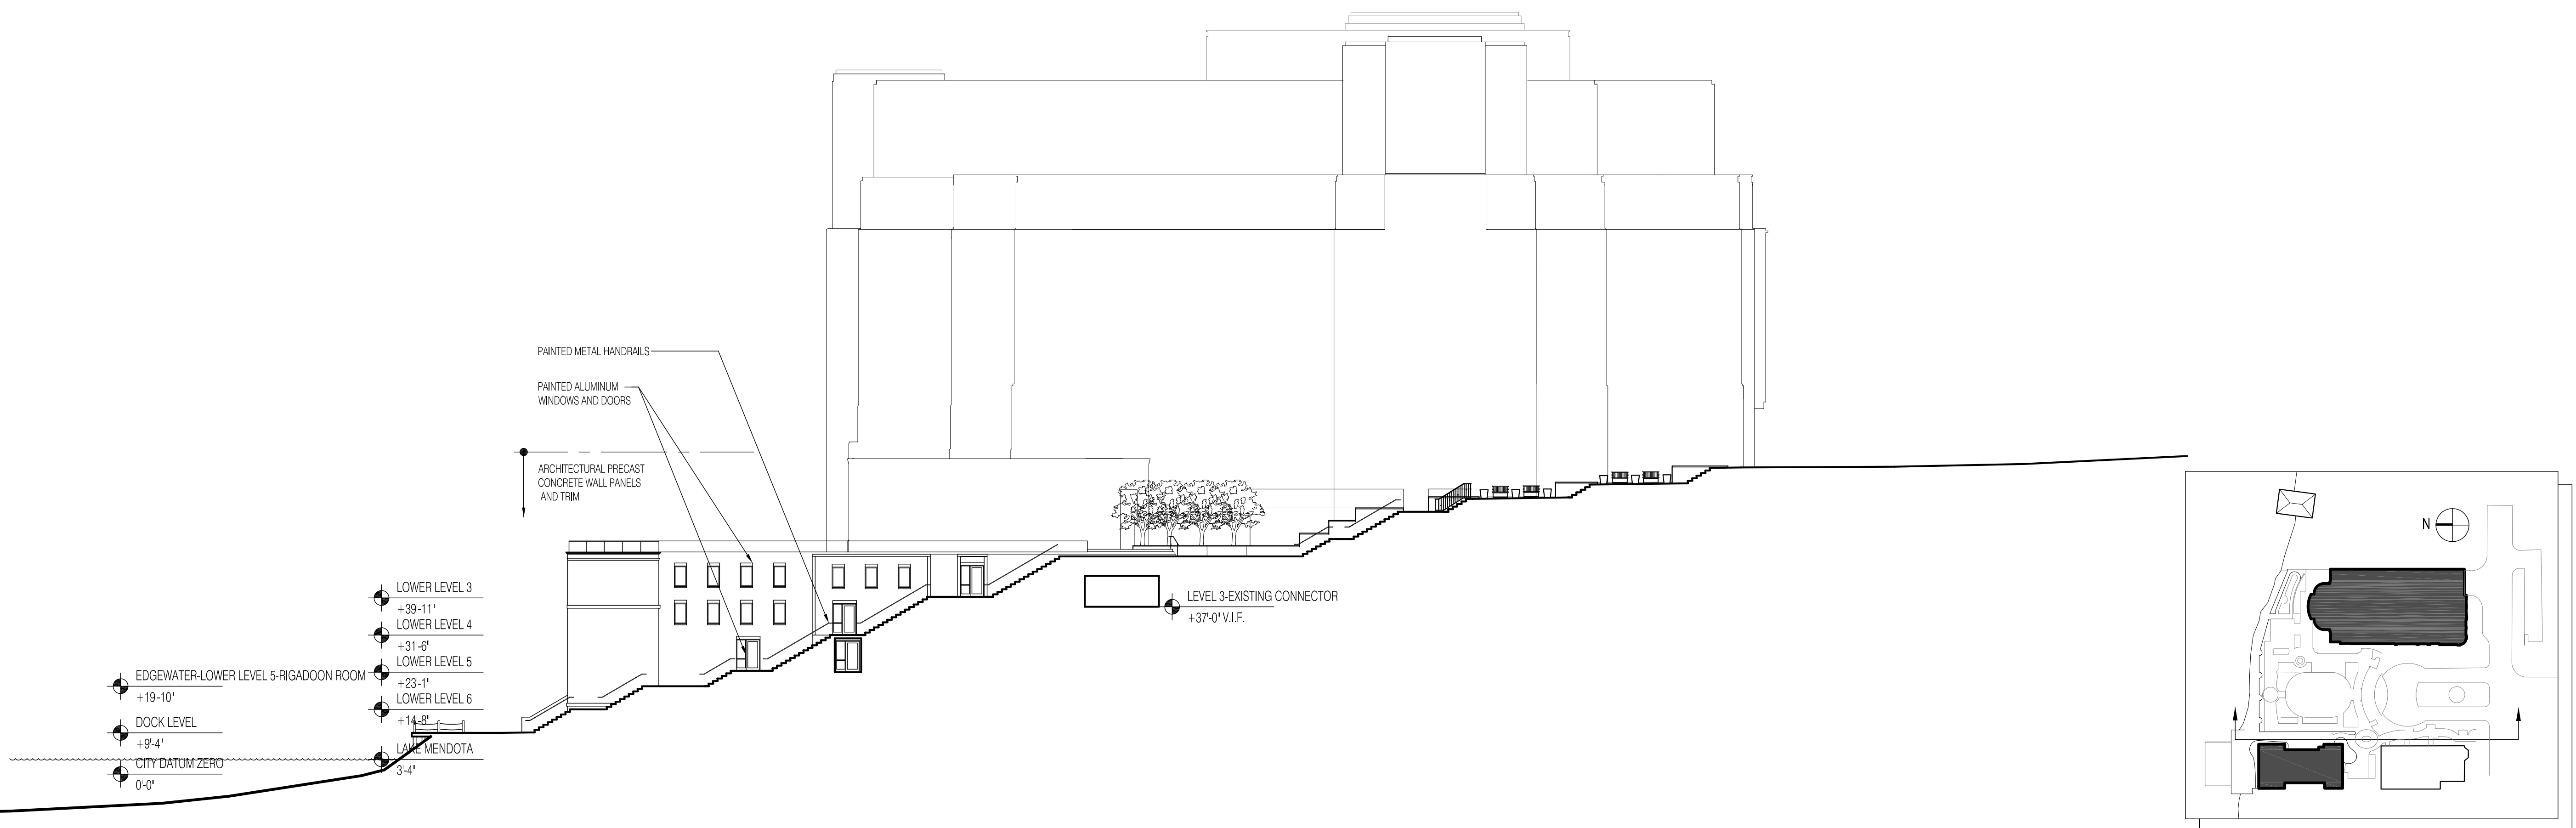 PAINTED METAL HANDRAILS
PAINTED ALUMINUM
WINDOWS AND DOORS
ARCHITECTURAL PRECAST
CONCRETE WALL PANELS
AND TRIM
LOWER LEVEL 3
+39'-11"
LOWER LEVEL 4
+31'-6"
LOWER LEVEL 5
+23'-1"
LOWER LEVEL 6
+14'-8"
LAKE MENDOTA
3'-4"
EDGEWATER-LOWER LEVEL 5-RIGADOON ROOM
+19'-10"
DOCK LEVEL
+9'-4"
CITY DATUM ZERO
0'-0"
LEVEL 3-EXISTING CONNECTOR
+37'-0" V.I.F.
N